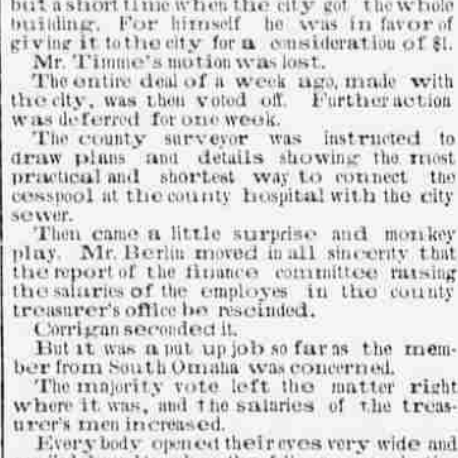 but a short time when the city got the whole
building. For himself he was in favor of
giving it to the city for a consideration of $1.
Mr. Timme's motion was lost.
The entire deal of a week ago, made with
the city, was then voted off. Further action
was deferred for one week.
The county surveyor was instructed to
draw plans and details showing the most
practical and shortest way to connect the
cesspool at the county hospital with the city
sewer.
Then came a little surprise and monkey
play. Mr. Berlin moved in all sincerity that
the report of the finance committee raising
the salaries of the employes in the county
treasurer's office be rescinded.
Corrigan seconded it.
But it was a put up job so far as the mem-
ber from South Omaha was concerned.
The majority vote left the matter right
where it was, and the salaries of the treas-
urer's men increased.
Everybody opened their eyes very wide and